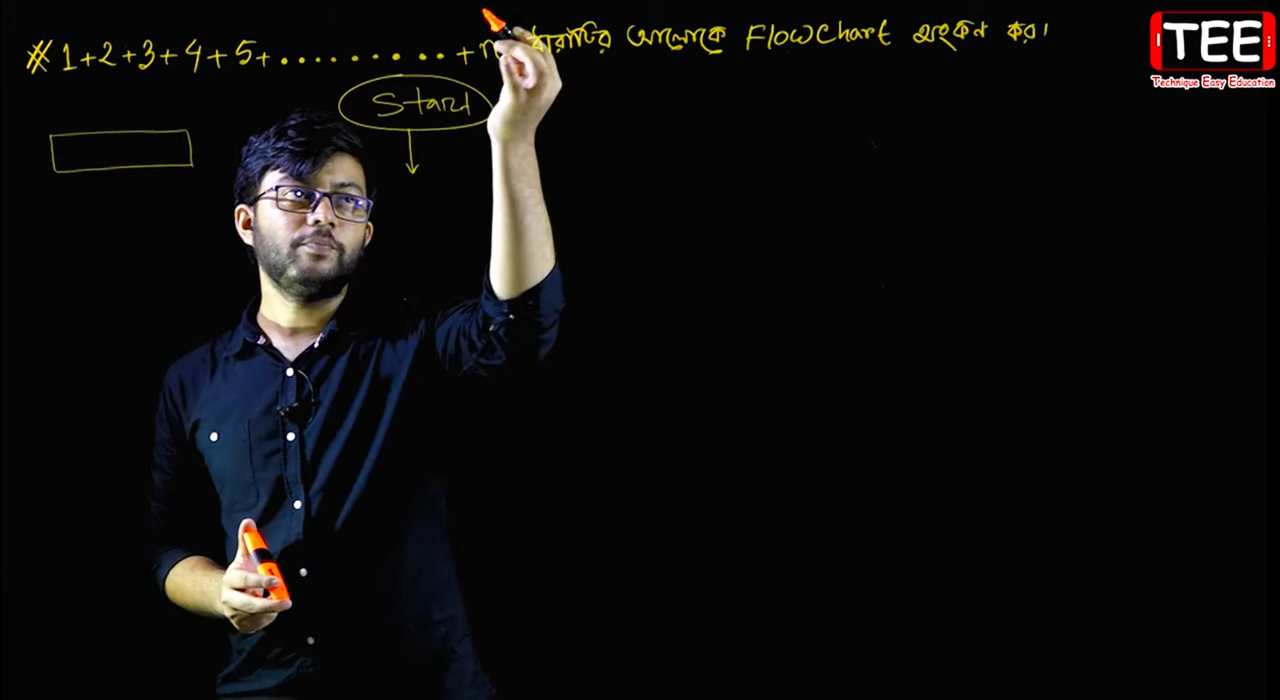 # 1+2+3+4+5+..........+n ধারাটির আলোকে Flowchart অংকন কর।
Start
TEE
Technique Easy Education